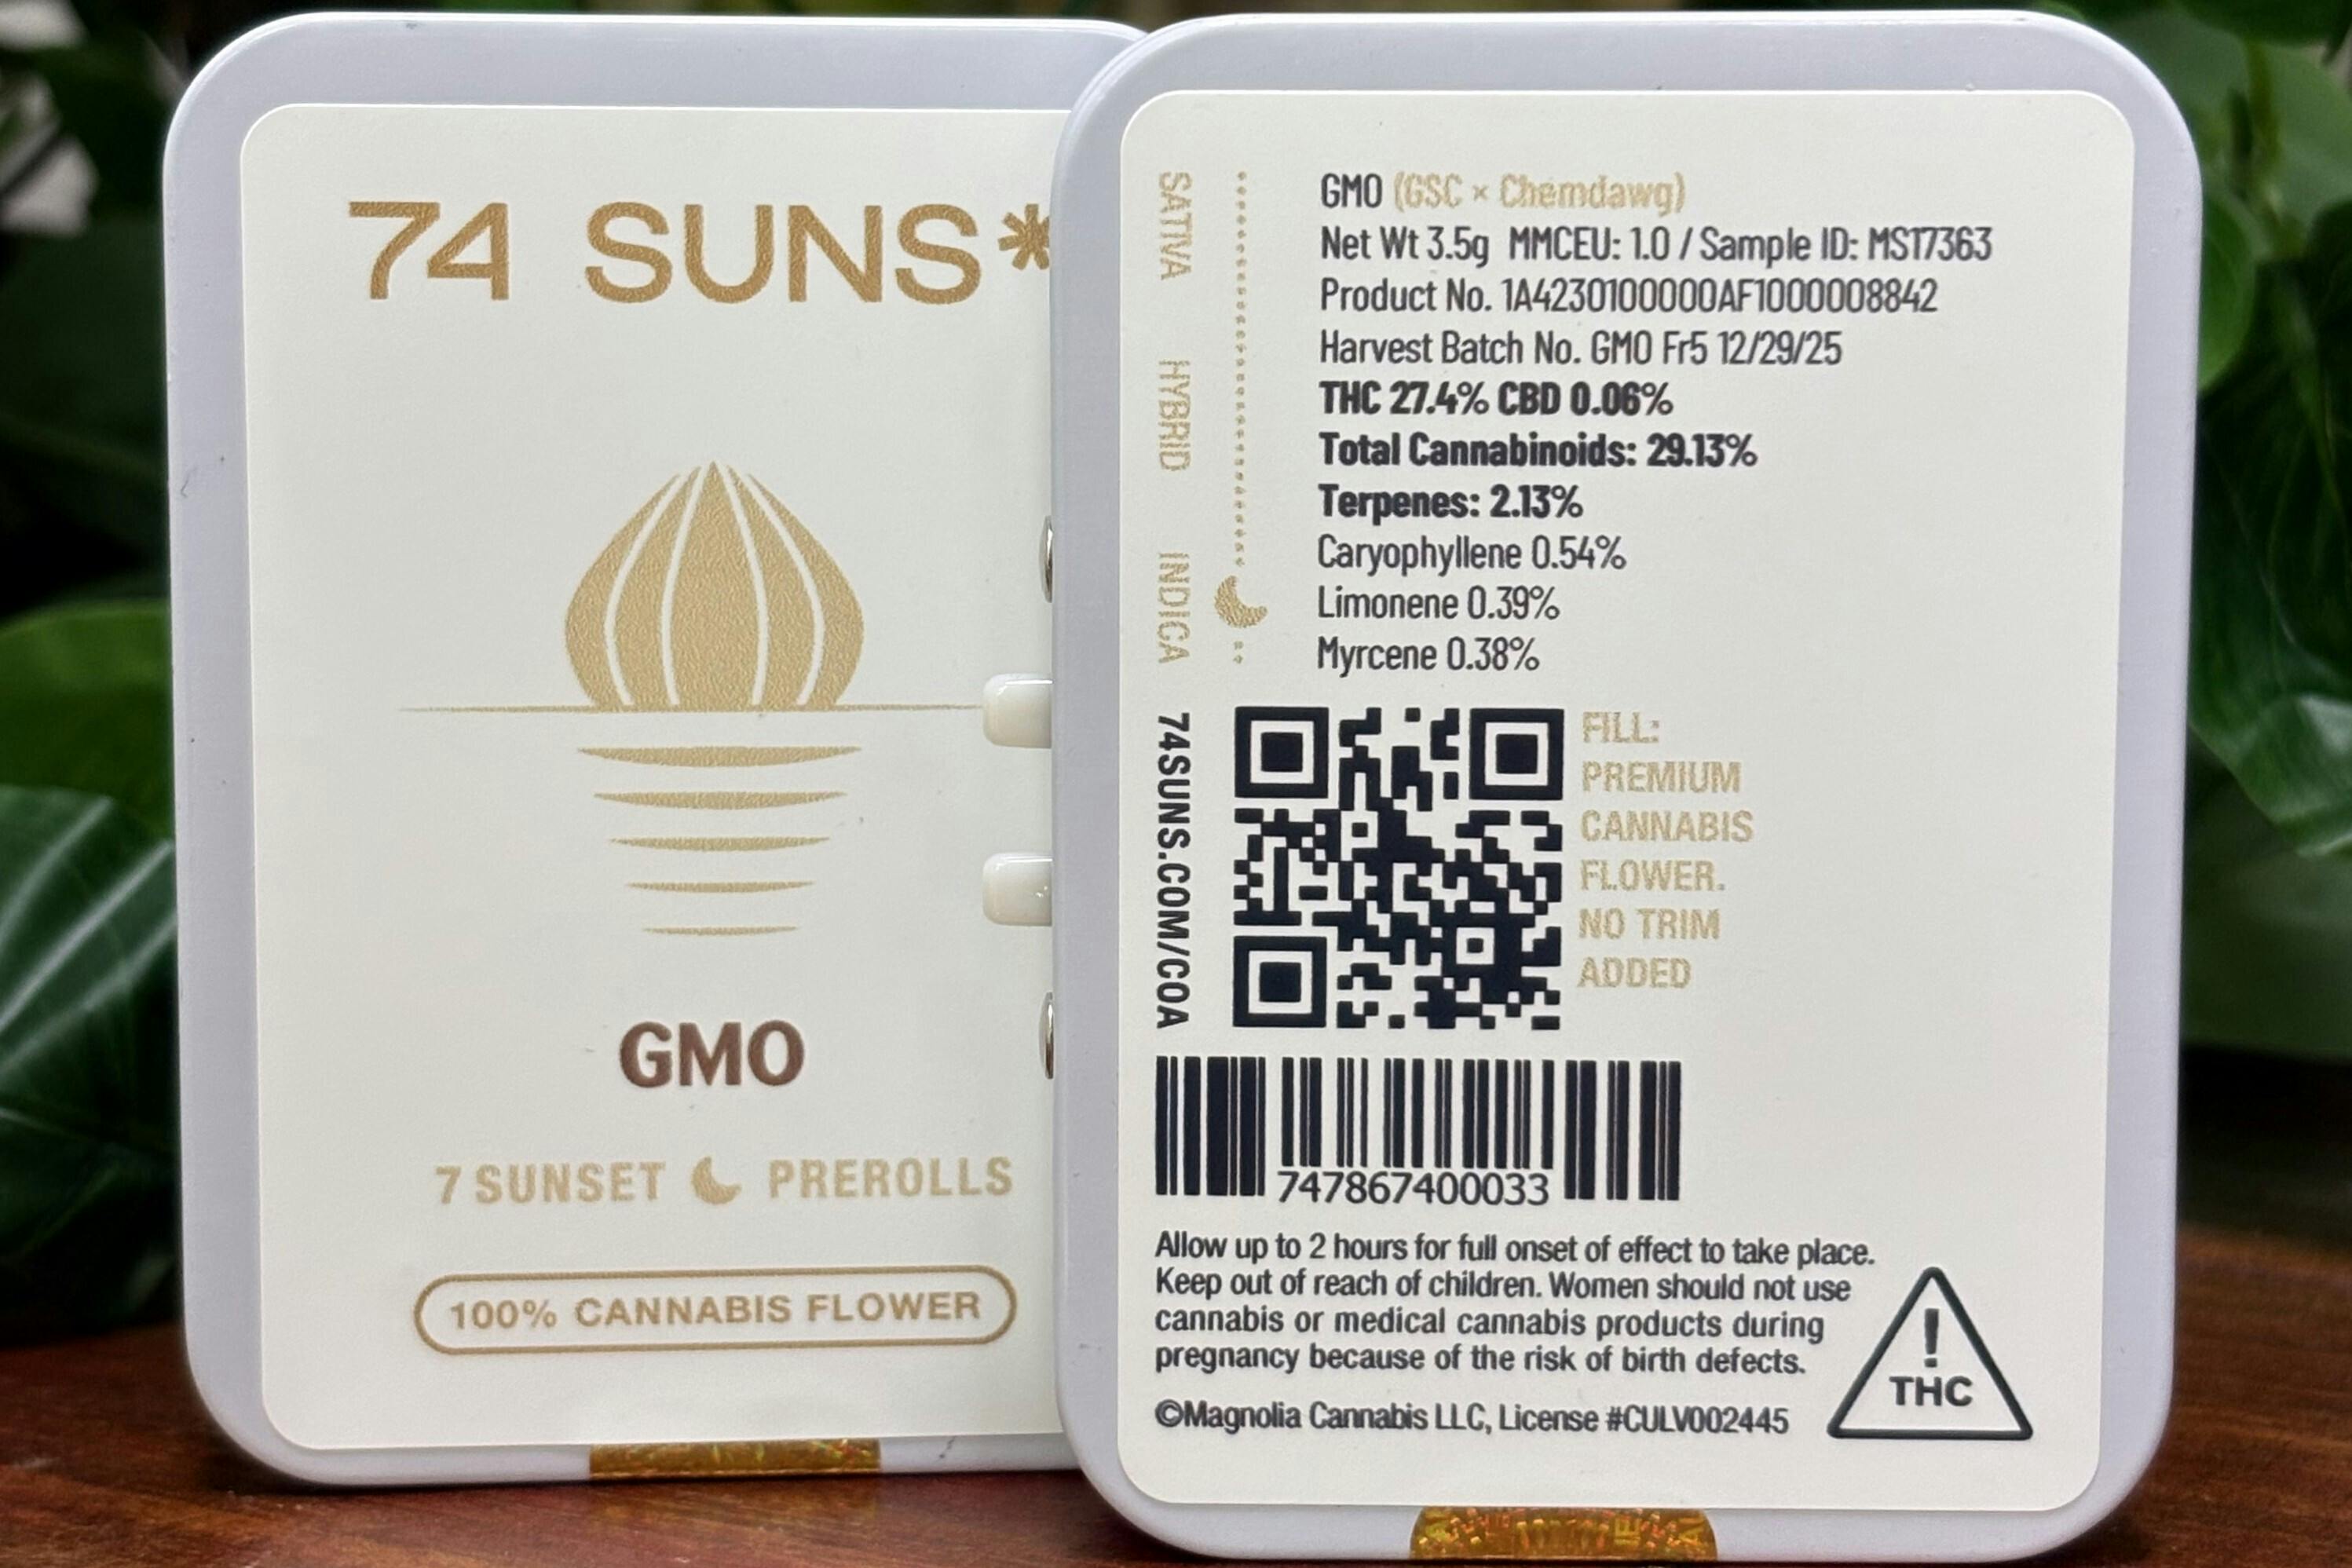 74 SUNS*
GMO
7 SUNSET PREROLLS
100% CANNABIS FLOWER
SATIVA
HYBRID
INDICA
GMO (GSC × Chemdawg)
Net Wt 3.5g MMCEU: 1.0 / Sample ID: MS17363
Product No. 1A4230100000AF1000008842
Harvest Batch No. GMO Fr5 12/29/25
THC 27.4% CBD 0.06%
Total Cannabinoids: 29.13%
Terpenes: 2.13%
Caryophyllene 0.54%
Limonene 0.39%
Myrcene 0.38%
74SUNS.COM/COA
FILL:
PREMIUM
CANNABIS
FLOWER.
NO TRIM
ADDED
747867400033
Allow up to 2 hours for full onset of effect to take place.
Keep out of reach of children. Women should not use
cannabis or medical cannabis products during
pregnancy because of the risk of birth defects.
!
THC
©Magnolia Cannabis LLC, License #CULV002445